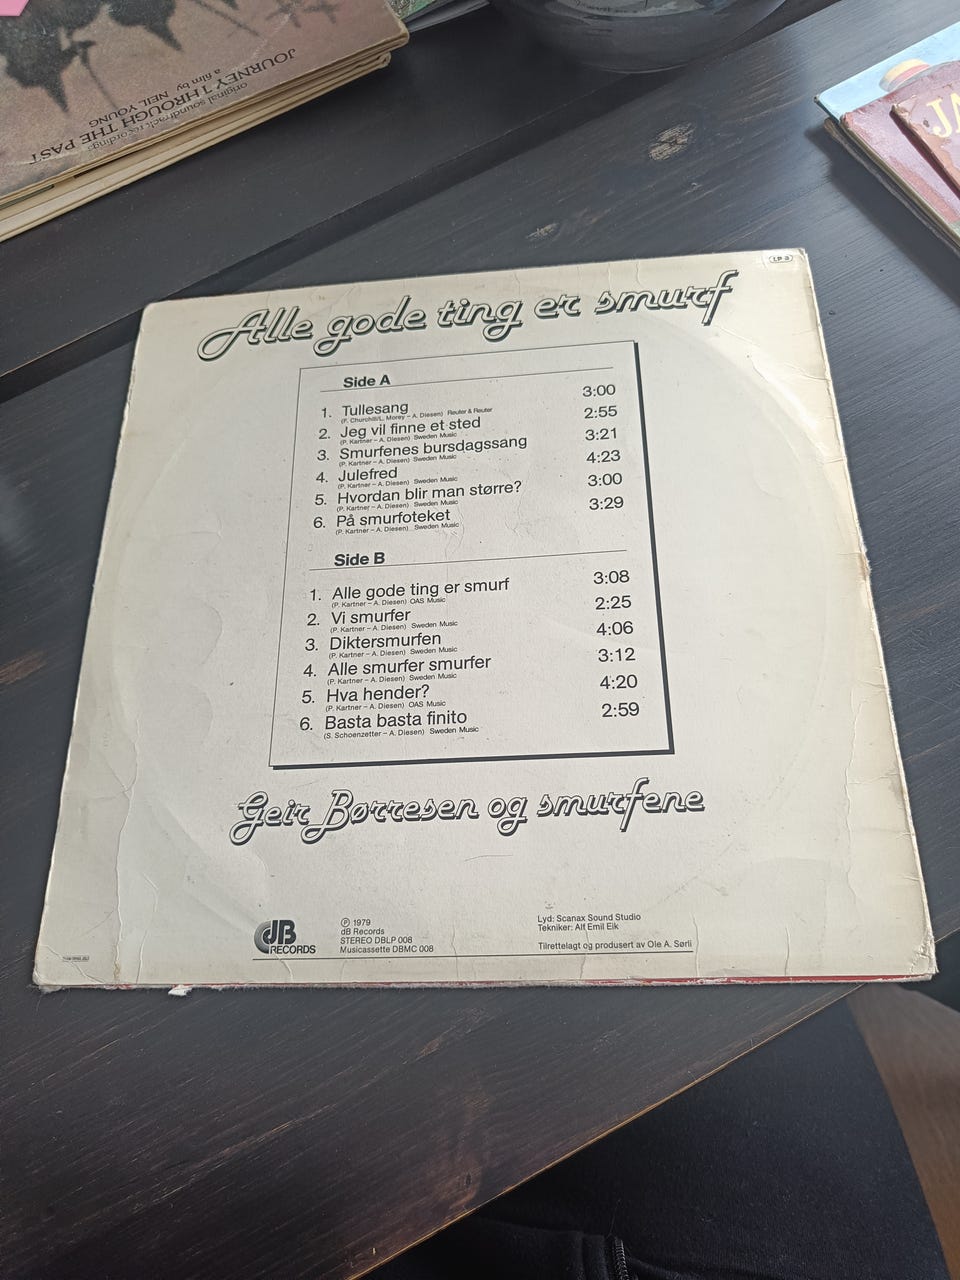 JOURNEY THROUGH THE PAST
a film by NEIL YOUNG
original soundtrack recordings
LP 3
Alle gode ting er smurf
Side A
1. Tullesang 3:00
(F. Churchill/L. Morey – A. Diesen) Reuter & Reuter
2. Jeg vil finne et sted 2:55
(P. Kartner – A. Diesen) Sweden Music
3. Smurfenes bursdagssang 3:21
(P. Kartner – A. Diesen) Sweden Music
4. Julefred 4:23
(P. Kartner – A. Diesen) Sweden Music
5. Hvordan blir man større? 3:00
(P. Kartner – A. Diesen) Sweden Music
6. På smurfoteket 3:29
(P. Kartner – A. Diesen) Sweden Music
Side B
1. Alle gode ting er smurf 3:08
(P. Kartner – A. Diesen) OAS Music
2. Vi smurfer 2:25
(P. Kartner – A. Diesen) Sweden Music
3. Diktersmurfen 4:06
(P. Kartner – A. Diesen) Sweden Music
4. Alle smurfer smurfer 3:12
(P. Kartner – A. Diesen) Sweden Music
5. Hva hender? 4:20
(P. Kartner – A. Diesen) OAS Music
6. Basta basta finito 2:59
(S. Schoenzetter – A. Diesen) Sweden Music
Geir Børresen og smurfene
dB
RECORDS
℗ 1979
dB Records
STEREO DBLP 008
Musicassette DBMC 008
Lyd: Scanax Sound Studio
Tekniker: Alf Emil Eik
Tilrettelagt og produsert av Ole A. Sørli